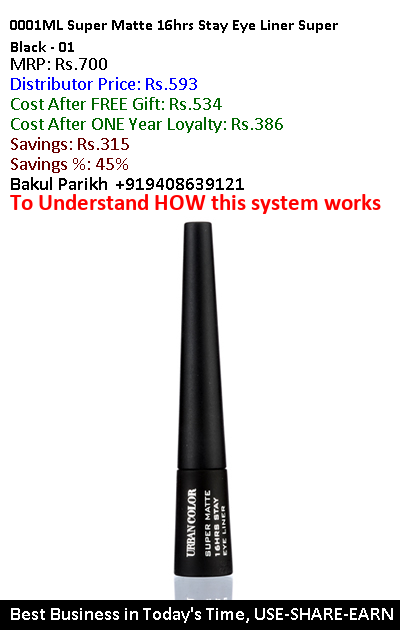 0001ML Super Matte 16hrs Stay Eye Liner Super
Black - 01
MRP: Rs.700
Distributor Price: Rs.593
Cost After FREE Gift: Rs.534
Cost After ONE Year Loyalty: Rs.386
Savings: Rs.315
Savings %: 45%
Bakul Parikh +919408639121
To Understand HOW this system works
URBAN COLOR
SUPER MATTE
16HRS STAY
EYE LINER
Best Business in Today's Time, USE-SHARE-EARN